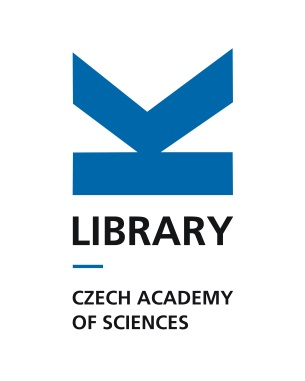 LIBRARY
CZECH ACADEMY
OF SCIENCES